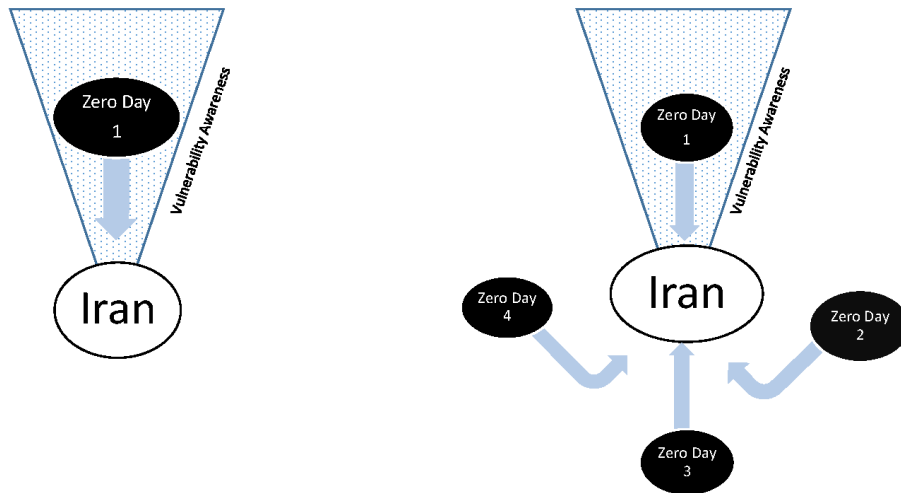 Zero Day
1
Vulnerability Awareness
Iran
Zero Day
1
Vulnerability Awareness
Iran
Zero Day
4
Zero Day
2
Zero Day
3